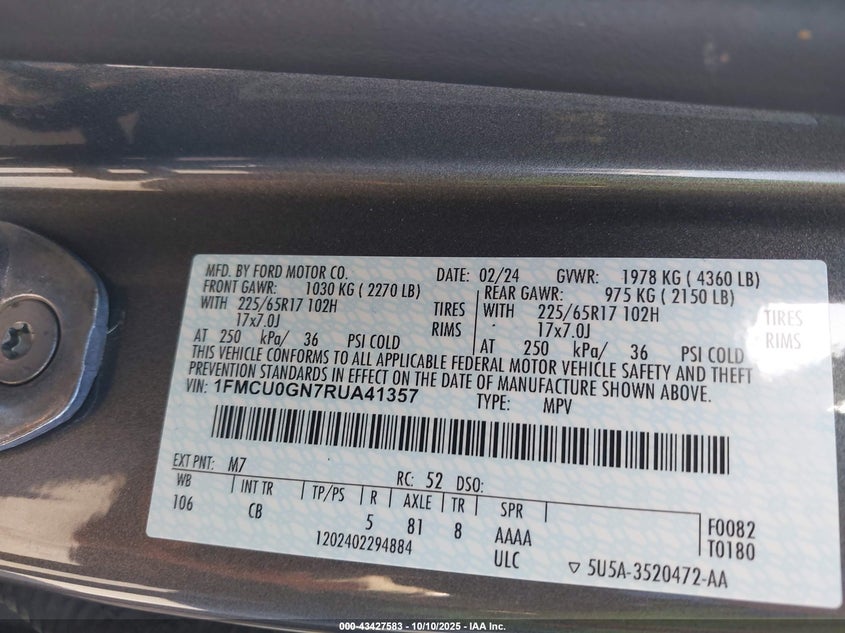 MFD. BY FORD MOTOR CO. DATE: 02/24 GVWR: 1978 KG ( 4360 LB)
FRONT GAWR: 1030 KG ( 2270 LB) REAR GAWR: 975 KG ( 2150 LB)
WITH 225/65R17 102H TIRES WITH 225/65R17 102H TIRES
17x7.0J RIMS 17x7.0J RIMS
AT 250 kPa/ 36 PSI COLD AT 250 kPa/ 36 PSI COLD
THIS VEHICLE CONFORMS TO ALL APPLICABLE FEDERAL MOTOR VEHICLE SAFETY AND THEFT
PREVENTION STANDARDS IN EFFECT ON THE DATE OF MANUFACTURE SHOWN ABOVE.
VIN: 1FMCU0GN7RUA41357 TYPE: MPV
EXT PNT: M7 RC: 52 DSO:
WB INT TR TP/PS R AXLE TR SPR
106 CB 5 81 8 AAAA F0082
1202402294884 ULC T0180
▽ 5U5A-3520472-AA
000-43427583 - 10/10/2025 - IAA Inc.